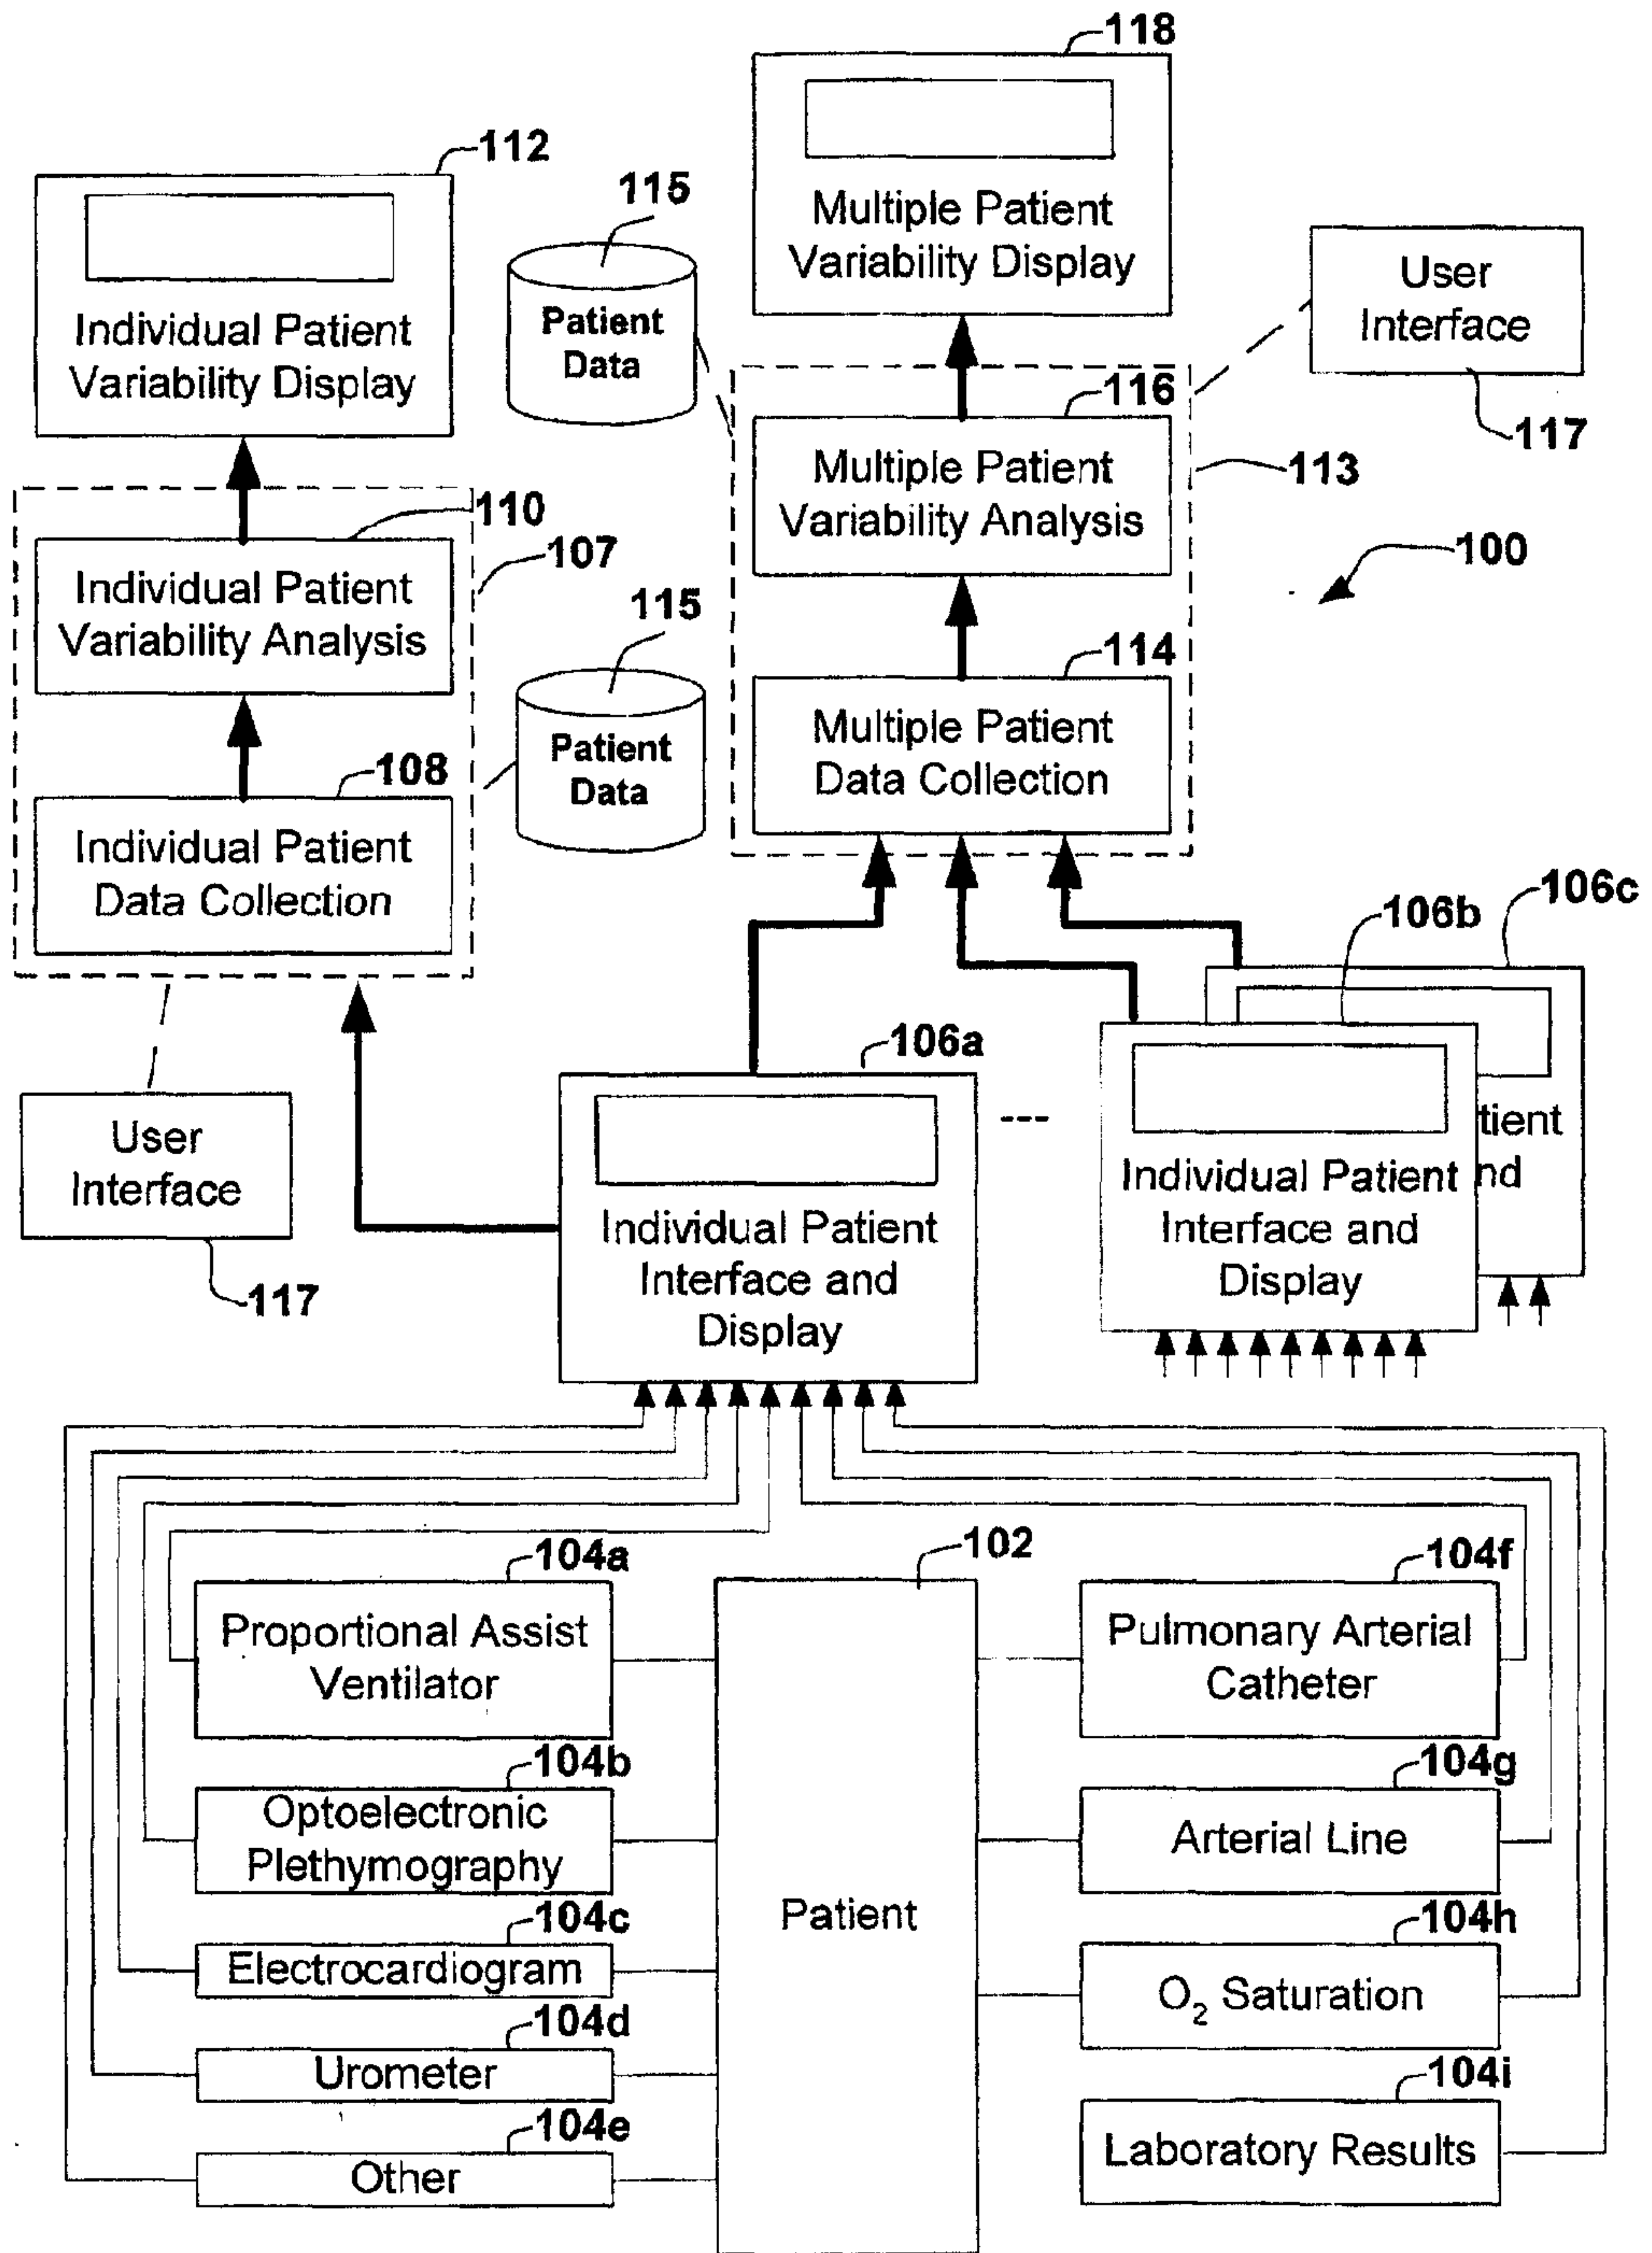 118
Multiple Patient
Variability Display
112
Individual Patient
Variability Display
115
Patient
Data
User
Interface
117
116
Multiple Patient
Variability Analysis
113
110
107
Individual Patient
Variability Analysis
100
115
Patient
Data
114
Multiple Patient
Data Collection
108
Individual Patient
Data Collection
106c
tient
nd
106b
Individual Patient
Interface and
Display
106a
---
Individual Patient
Interface and
Display
User
Interface
117
102
Patient
104a
Proportional Assist
Ventilator
104b
Optoelectronic
Plethymography
104c
Electrocardiogram
104d
Urometer
104e
Other
104f
Pulmonary Arterial
Catheter
104g
Arterial Line
104h
O₂ Saturation
104i
Laboratory Results